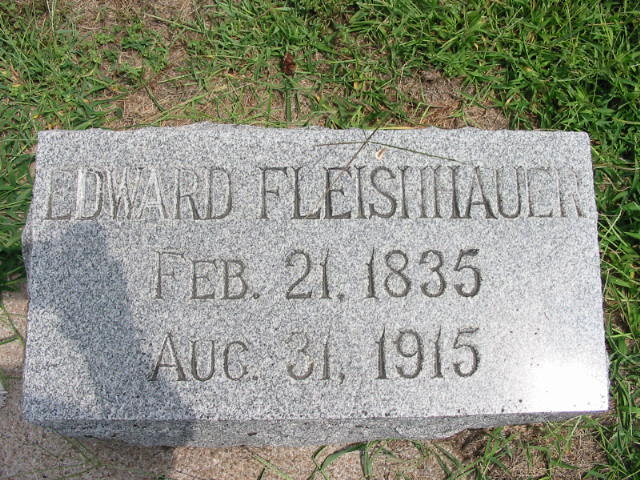 EDWARD FLEISHHAUER
FEB. 21, 1835
AUG. 31, 1915